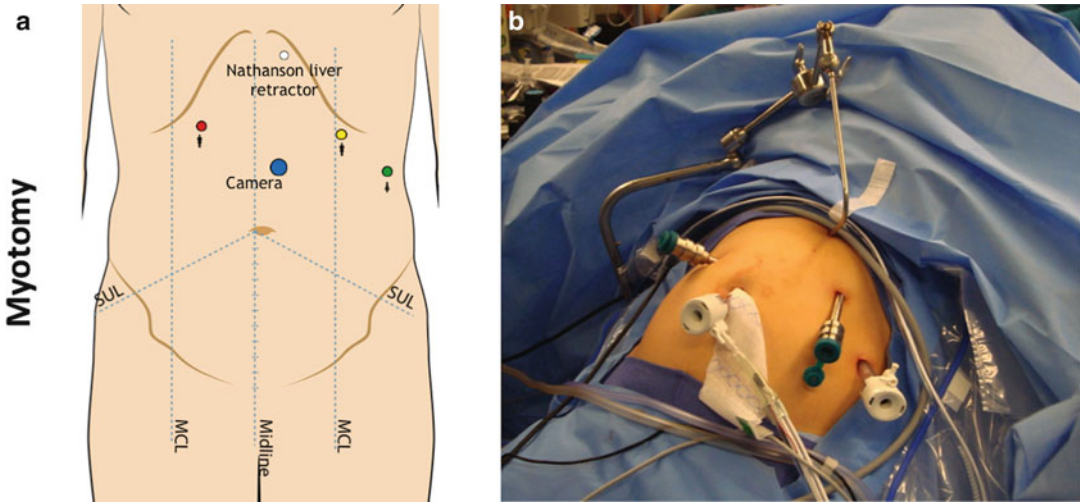 a
Nathanson liver
retractor
Camera
SUL
SUL
MCL
Midline
MCL
Myotomy
b